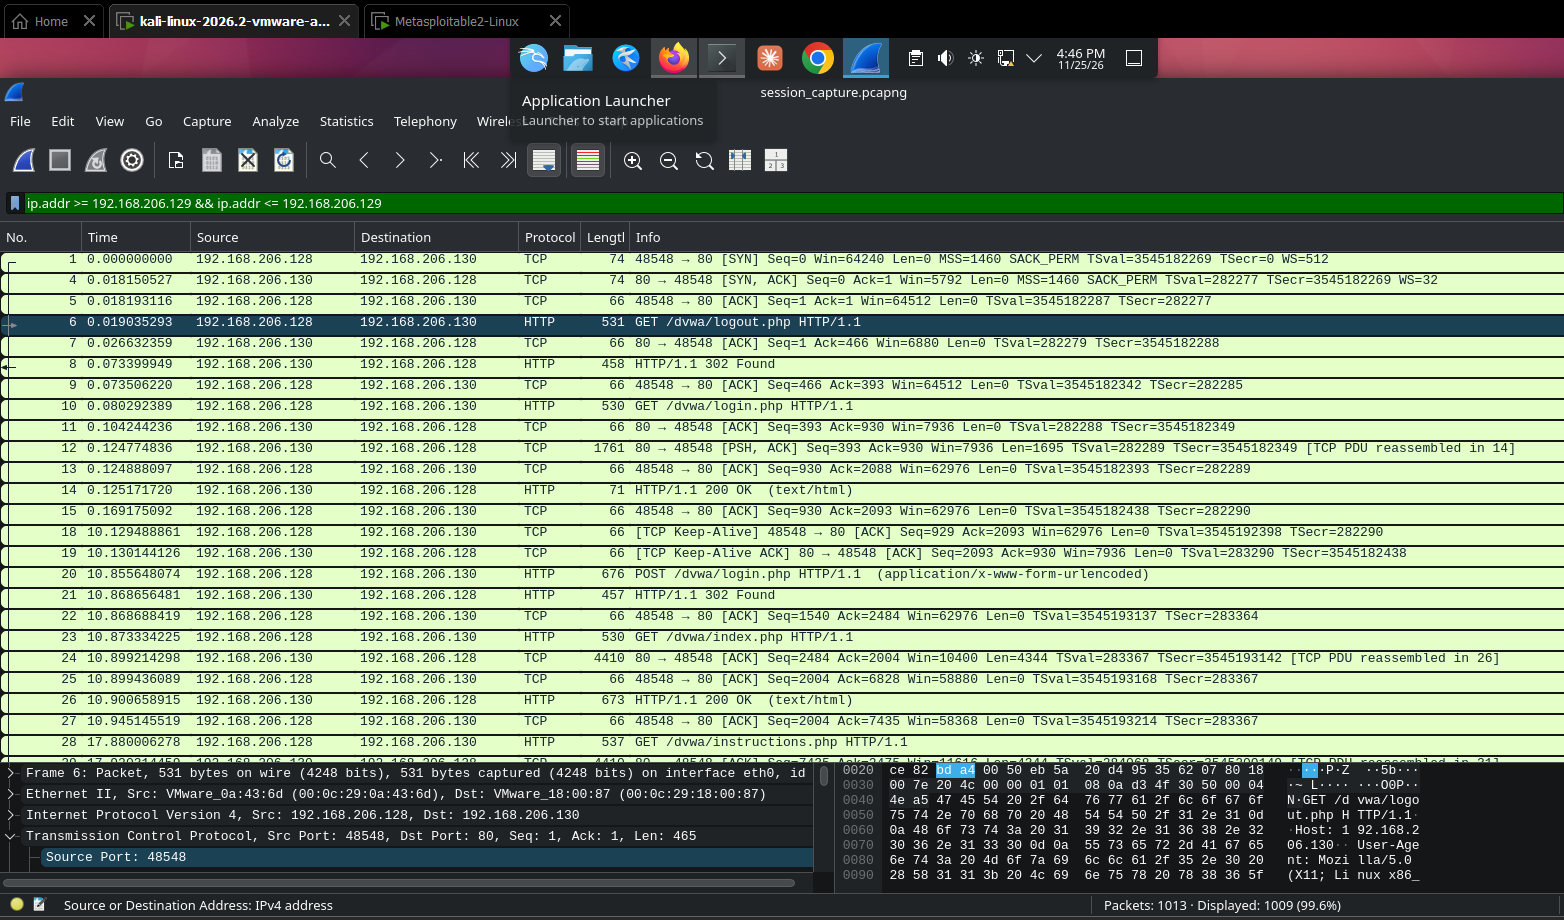 Home
kali-linux-2026.2-vmware-a...
Metasploitable2-Linux
4:46 PM
11/25/26
session_capture.pcapng
Application Launcher
Launcher to start applications
File Edit View Go Capture Analyze Statistics Telephony Wirele
ip.addr >= 192.168.206.129 && ip.addr <= 192.168.206.129
No. Time Source Destination Protocol Lengtl Info
1 0.000000000 192.168.206.128 192.168.206.130 TCP 74 48548 → 80 [SYN] Seq=0 Win=64240 Len=0 MSS=1460 SACK_PERM TSval=3545182269 TSecr=0 WS=512
4 0.018150527 192.168.206.130 192.168.206.128 TCP 74 80 → 48548 [SYN, ACK] Seq=0 Ack=1 Win=5792 Len=0 MSS=1460 SACK_PERM TSval=282277 TSecr=3545182269 WS=32
5 0.018193116 192.168.206.128 192.168.206.130 TCP 66 48548 → 80 [ACK] Seq=1 Ack=1 Win=64512 Len=0 TSval=3545182287 TSecr=282277
6 0.019035293 192.168.206.128 192.168.206.130 HTTP 531 GET /dvwa/logout.php HTTP/1.1
7 0.026632359 192.168.206.130 192.168.206.128 TCP 66 80 → 48548 [ACK] Seq=1 Ack=466 Win=6880 Len=0 TSval=282279 TSecr=3545182288
8 0.073399949 192.168.206.130 192.168.206.128 HTTP 458 HTTP/1.1 302 Found
9 0.073506220 192.168.206.128 192.168.206.130 TCP 66 48548 → 80 [ACK] Seq=466 Ack=393 Win=64512 Len=0 TSval=3545182342 TSecr=282285
10 0.080292389 192.168.206.128 192.168.206.130 HTTP 530 GET /dvwa/login.php HTTP/1.1
11 0.104244236 192.168.206.130 192.168.206.128 TCP 66 80 → 48548 [ACK] Seq=393 Ack=930 Win=7936 Len=0 TSval=282288 TSecr=3545182349
12 0.124774836 192.168.206.130 192.168.206.128 TCP 1761 80 → 48548 [PSH, ACK] Seq=393 Ack=930 Win=7936 Len=1695 TSval=282289 TSecr=3545182349 [TCP PDU reassembled in 14]
13 0.124888097 192.168.206.128 192.168.206.130 TCP 66 48548 → 80 [ACK] Seq=930 Ack=2088 Win=62976 Len=0 TSval=3545182393 TSecr=282289
14 0.125171720 192.168.206.130 192.168.206.128 HTTP 71 HTTP/1.1 200 OK (text/html)
15 0.169175092 192.168.206.128 192.168.206.130 TCP 66 48548 → 80 [ACK] Seq=930 Ack=2093 Win=62976 Len=0 TSval=3545182438 TSecr=282290
18 10.129488861 192.168.206.128 192.168.206.130 TCP 66 [TCP Keep-Alive] 48548 → 80 [ACK] Seq=929 Ack=2093 Win=62976 Len=0 TSval=3545192398 TSecr=282290
19 10.130144126 192.168.206.130 192.168.206.128 TCP 66 [TCP Keep-Alive ACK] 80 → 48548 [ACK] Seq=2093 Ack=930 Win=7936 Len=0 TSval=283290 TSecr=3545182438
20 10.855648074 192.168.206.128 192.168.206.130 HTTP 676 POST /dvwa/login.php HTTP/1.1 (application/x-www-form-urlencoded)
21 10.868656481 192.168.206.130 192.168.206.128 HTTP 457 HTTP/1.1 302 Found
22 10.868688419 192.168.206.128 192.168.206.130 TCP 66 48548 → 80 [ACK] Seq=1540 Ack=2484 Win=62976 Len=0 TSval=3545193137 TSecr=283364
23 10.873334225 192.168.206.128 192.168.206.130 HTTP 530 GET /dvwa/index.php HTTP/1.1
24 10.899214298 192.168.206.130 192.168.206.128 TCP 4410 80 → 48548 [ACK] Seq=2484 Ack=2004 Win=10400 Len=4344 TSval=283367 TSecr=3545193142 [TCP PDU reassembled in 26]
25 10.899436089 192.168.206.128 192.168.206.130 TCP 66 48548 → 80 [ACK] Seq=2004 Ack=6828 Win=58880 Len=0 TSval=3545193168 TSecr=283367
26 10.900658915 192.168.206.130 192.168.206.128 HTTP 673 HTTP/1.1 200 OK (text/html)
27 10.945145519 192.168.206.128 192.168.206.130 TCP 66 48548 → 80 [ACK] Seq=2004 Ack=7435 Win=58368 Len=0 TSval=3545193214 TSecr=283367
28 17.880006278 192.168.206.128 192.168.206.130 HTTP 537 GET /dvwa/instructions.php HTTP/1.1
Frame 6: Packet, 531 bytes on wire (4248 bits), 531 bytes captured (4248 bits) on interface eth0, id
Ethernet II, Src: VMware_0a:43:6d (00:0c:29:0a:43:6d), Dst: VMware_18:00:87 (00:0c:29:18:00:87)
Internet Protocol Version 4, Src: 192.168.206.128, Dst: 192.168.206.130
Transmission Control Protocol, Src Port: 48548, Dst Port: 80, Seq: 1, Ack: 1, Len: 465
Source Port: 48548
0020 ce 82 bd a4 00 50 eb 5a 20 d4 95 35 62 07 80 18 ·····P·Z ··5b···
0030 00 7e 20 4c 00 00 01 01 08 0a d3 4f 30 50 00 04 ·~ L···· ···O0P··
0040 4e a5 47 45 54 20 2f 64 76 77 61 2f 6c 6f 67 6f N·GET /d vwa/logo
0050 75 74 2e 70 68 70 20 48 54 54 50 2f 31 2e 31 0d ut.php H TTP/1.1·
0060 0a 48 6f 73 74 3a 20 31 39 32 2e 31 36 38 2e 32 ·Host: 1 92.168.2
0070 30 36 2e 31 33 30 0d 0a 55 73 65 72 2d 41 67 65 06.130·· User-Age
0080 6e 74 3a 20 4d 6f 7a 69 6c 6c 61 2f 35 2e 30 20 nt: Mozi lla/5.0
0090 28 58 31 31 3b 20 4c 69 6e 75 78 20 78 38 36 5f (X11; Li nux x86_
Source or Destination Address: IPv4 address
Packets: 1013 · Displayed: 1009 (99.6%)